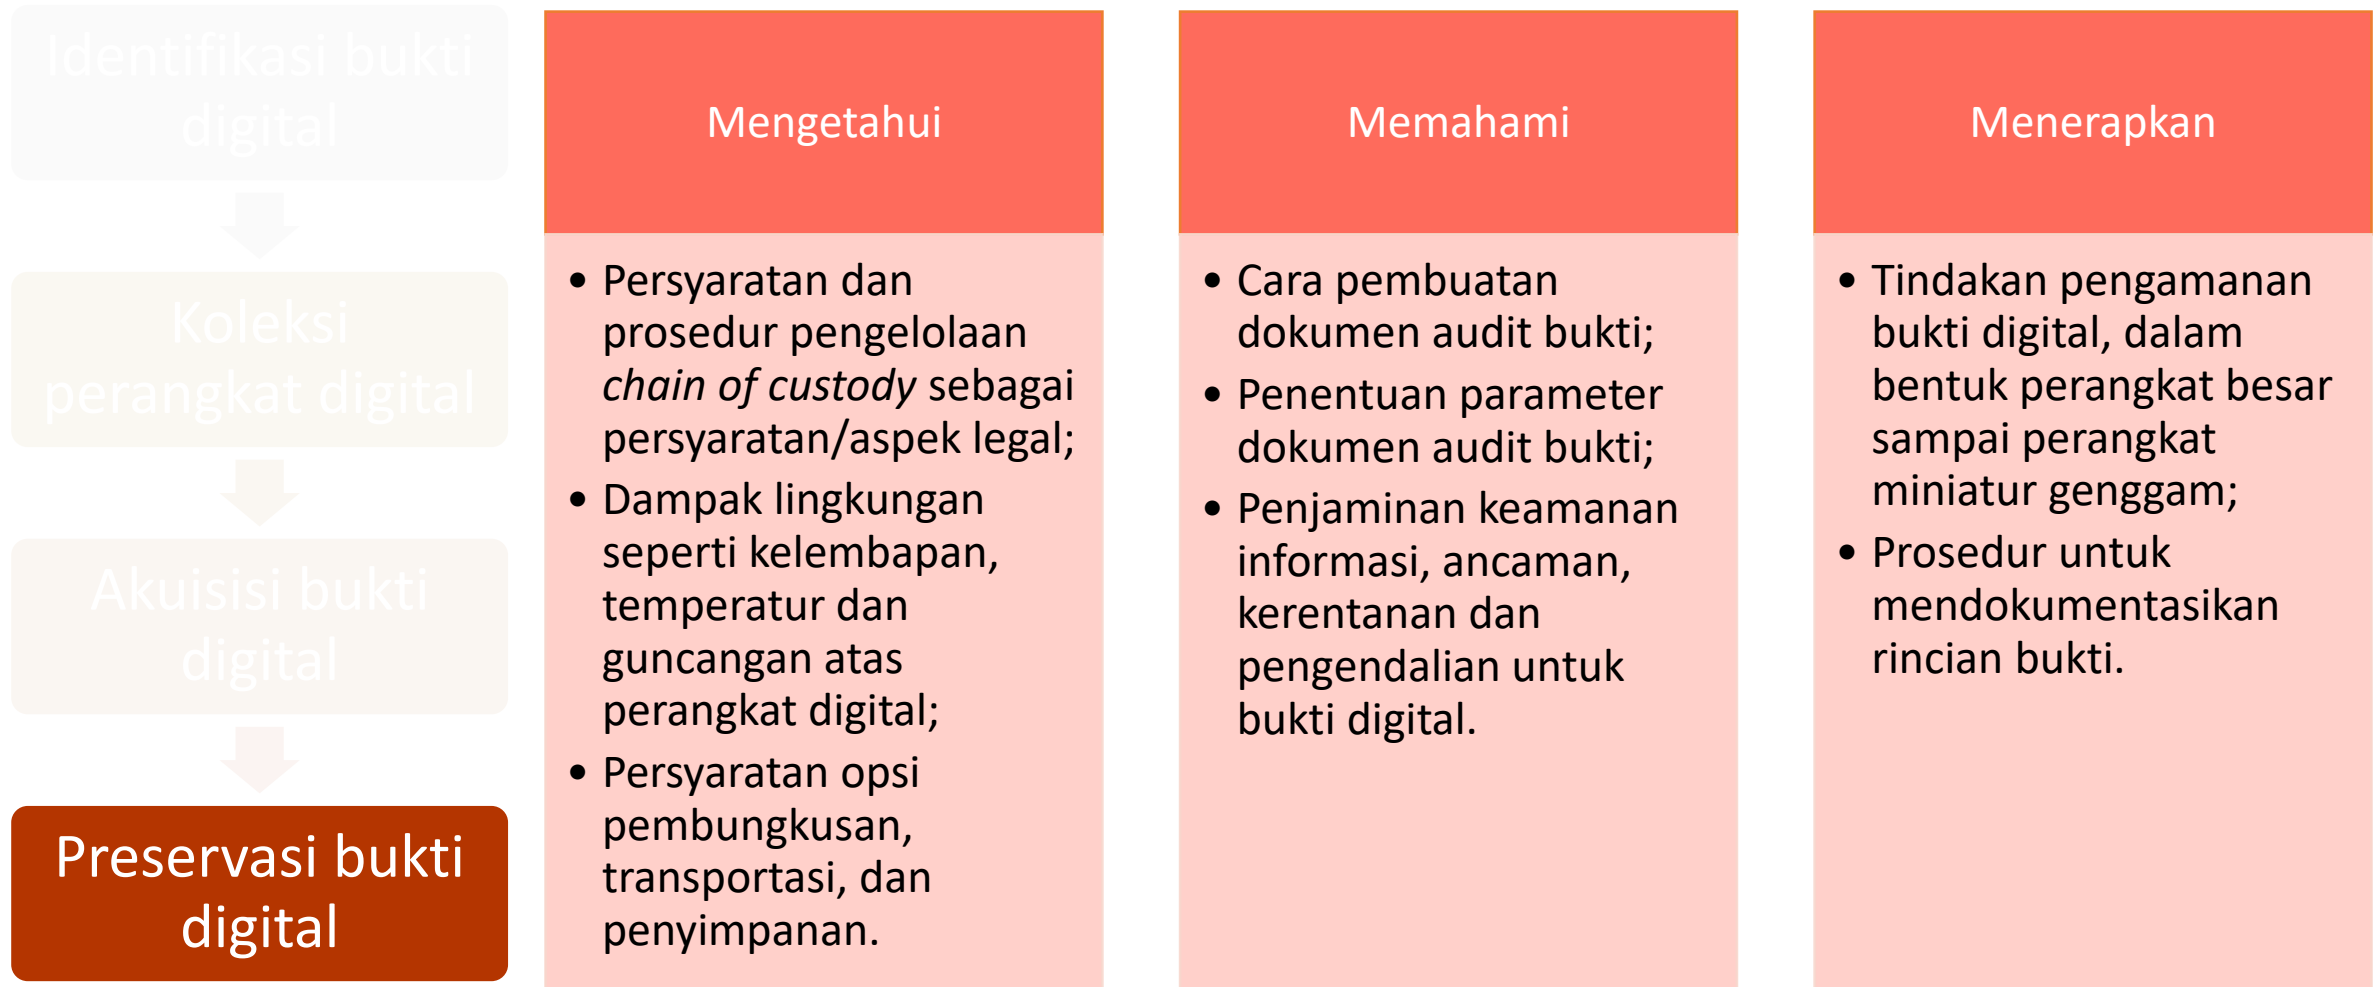 Identifikasi bukti
digital
Koleksi
perangkat digital
Akuisisi bukti
digital
Preservasi bukti
digital
Mengetahui
• Persyaratan dan
prosedur pengelolaan
chain of custody sebagai
persyaratan/aspek legal;
• Dampak lingkungan
seperti kelembapan,
temperatur dan
guncangan atas
perangkat digital;
• Persyaratan opsi
pembungkusan,
transportasi, dan
penyimpanan.
Memahami
• Cara pembuatan
dokumen audit bukti;
• Penentuan parameter
dokumen audit bukti;
• Penjaminan keamanan
informasi, ancaman,
kerentanan dan
pengendalian untuk
bukti digital.
Menerapkan
• Tindakan pengamanan
bukti digital, dalam
bentuk perangkat besar
sampai perangkat
miniatur genggam;
• Prosedur untuk
mendokumentasikan
rincian bukti.